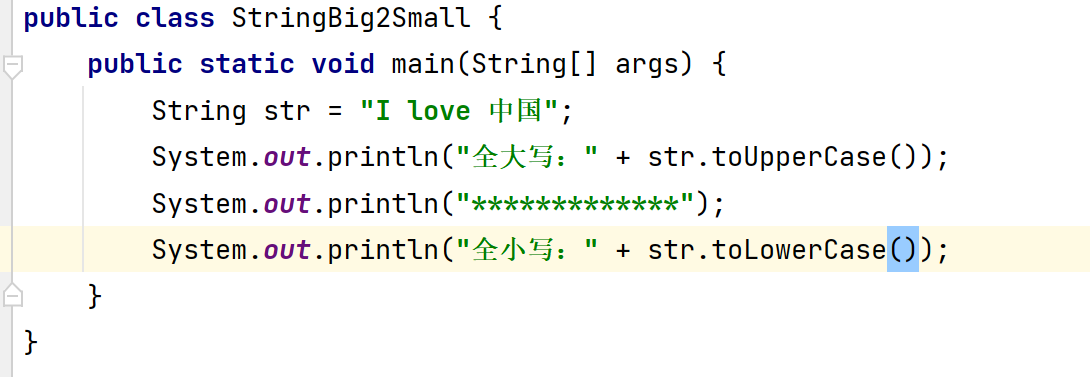 public class StringBig2Small {
    public static void main(String[] args) {
        String str = "I love 中国";
        System.out.println("全大写：" + str.toUpperCase());
        System.out.println("*************");
        System.out.println("全小写：" + str.toLowerCase());
    }
}